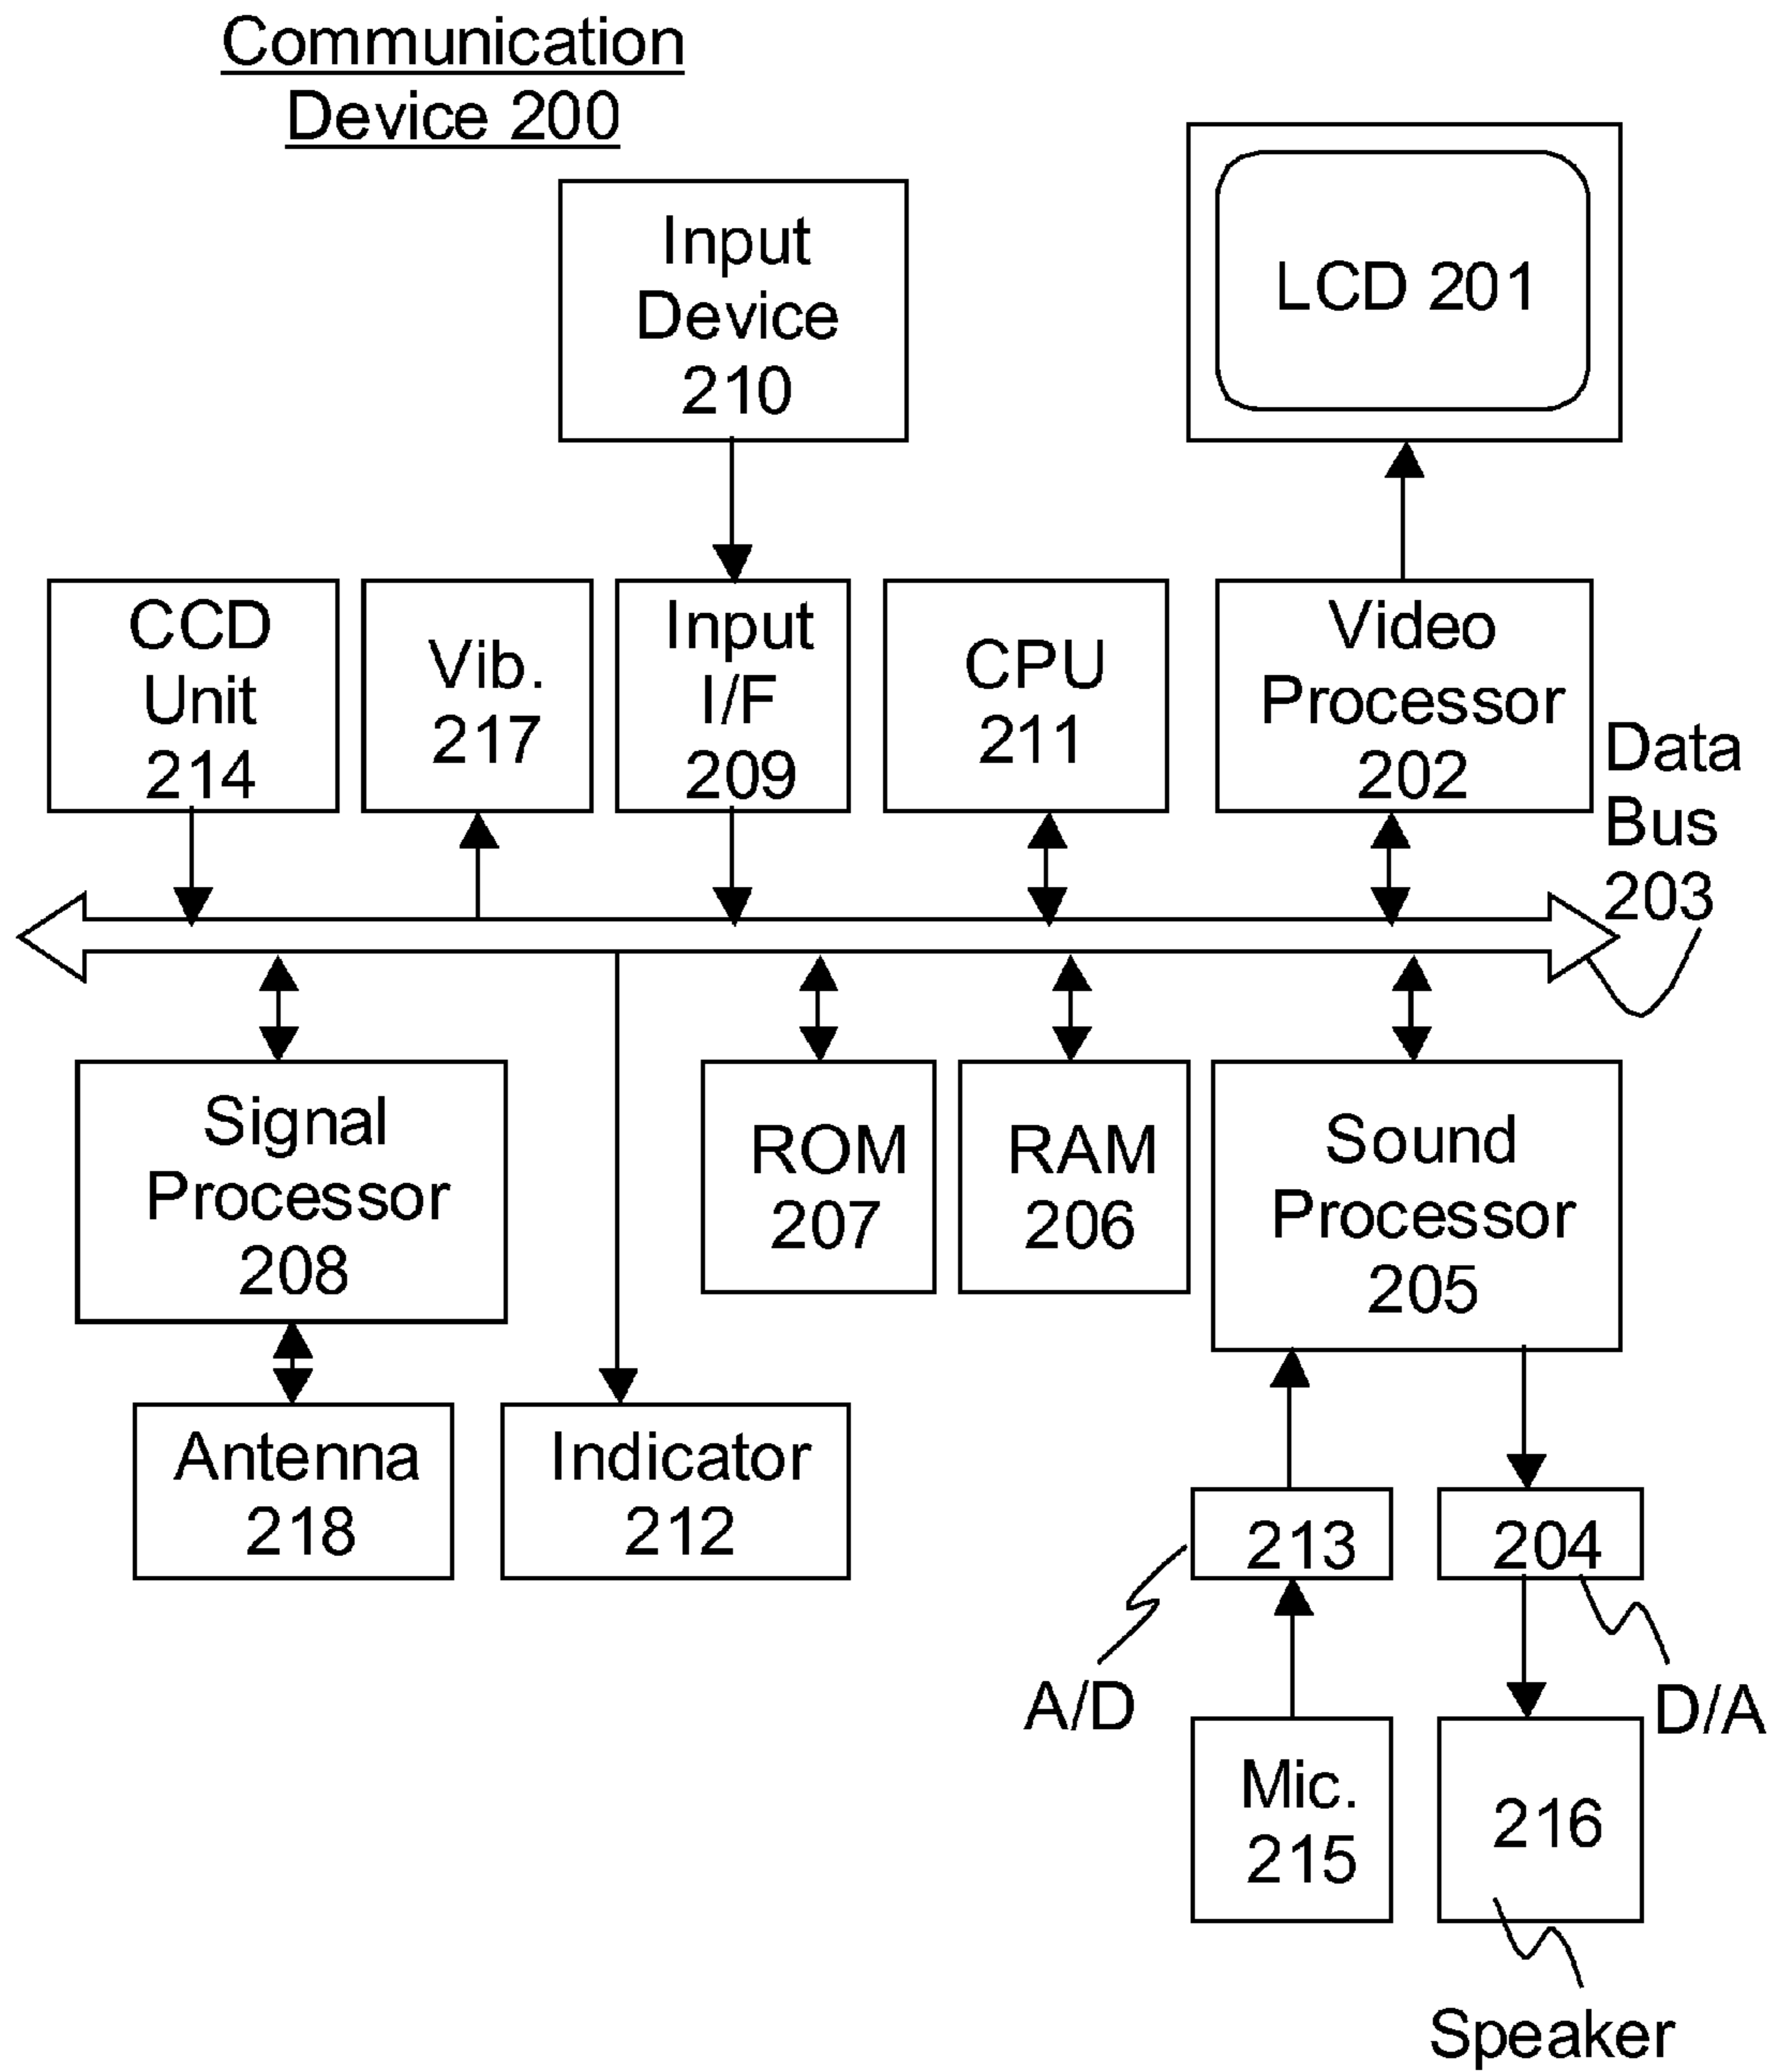 Communication
Device 200
Input
Device
210
LCD 201
CCD
Unit
214
Vib.
217
Input
I/F
209
CPU
211
Video
Processor
202
Data
Bus
203
Signal
Processor
208
ROM
207
RAM
206
Sound
Processor
205
Antenna
218
Indicator
212
213
204
A/D
D/A
Mic.
215
216
Speaker